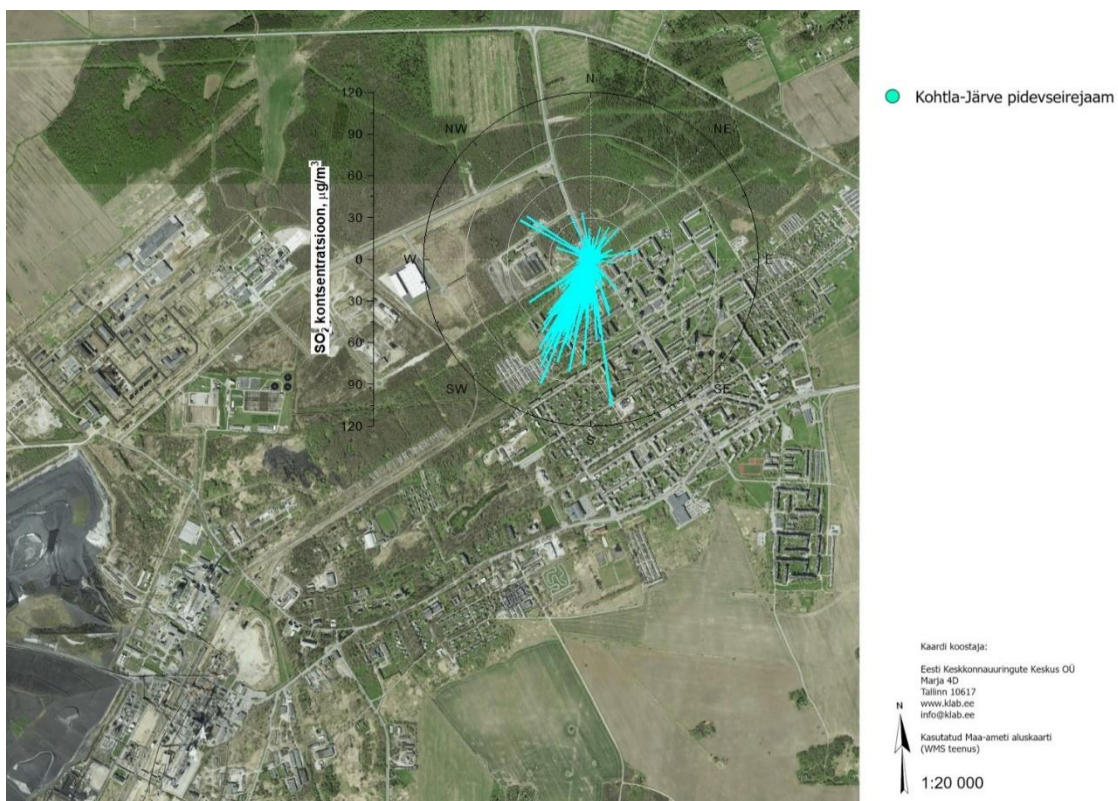 Kohtla-Järve pidevseirejaam
SO2 kontsentratsioon, µg/m3
120
90
60
30
0
30
60
90
120
N
NE
E
SE
S
SW
W
NW
Kaardi koostaja:
Eesti Keskkonnauuringute Keskus OÜ
Marja 4D
Tallinn 10617
www.klab.ee
info@klab.ee
Kasutatud Maa-ameti aluskaarti
(WMS teenus)
N
1:20 000